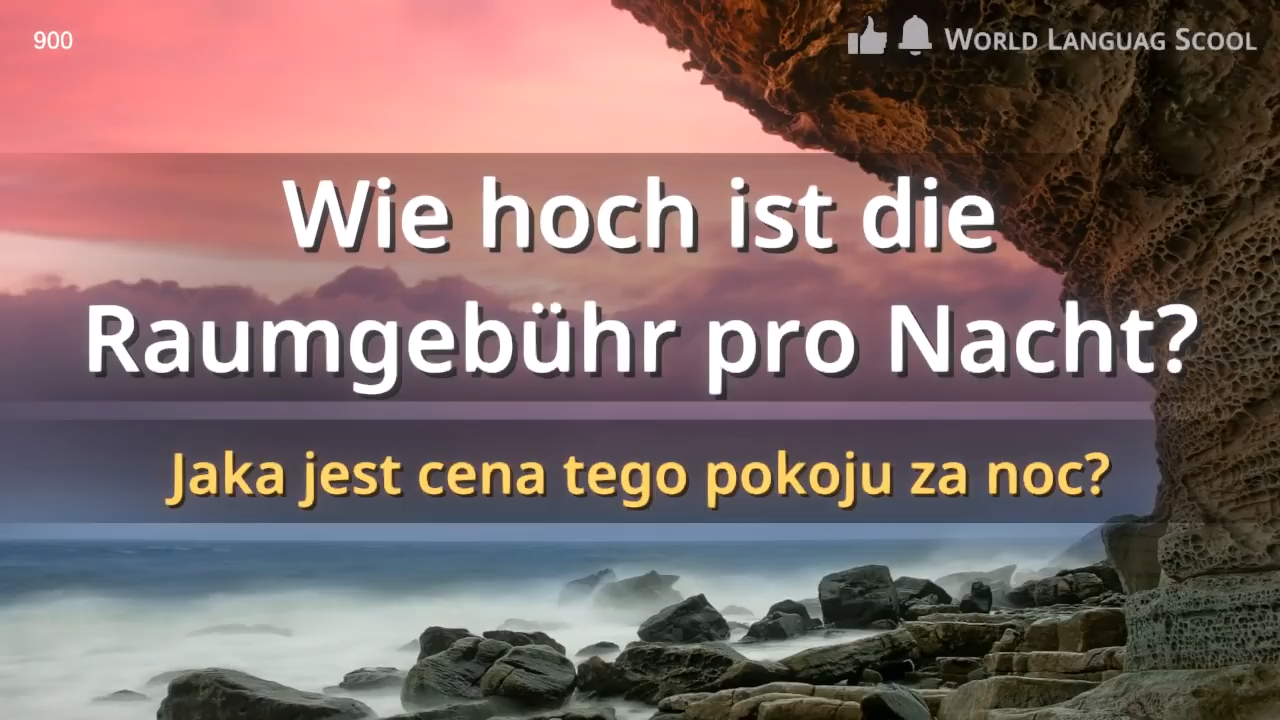 900
World Languag Scool
Wie hoch ist die
Raumgebühr pro Nacht?
Jaka jest cena tego pokoju za noc?